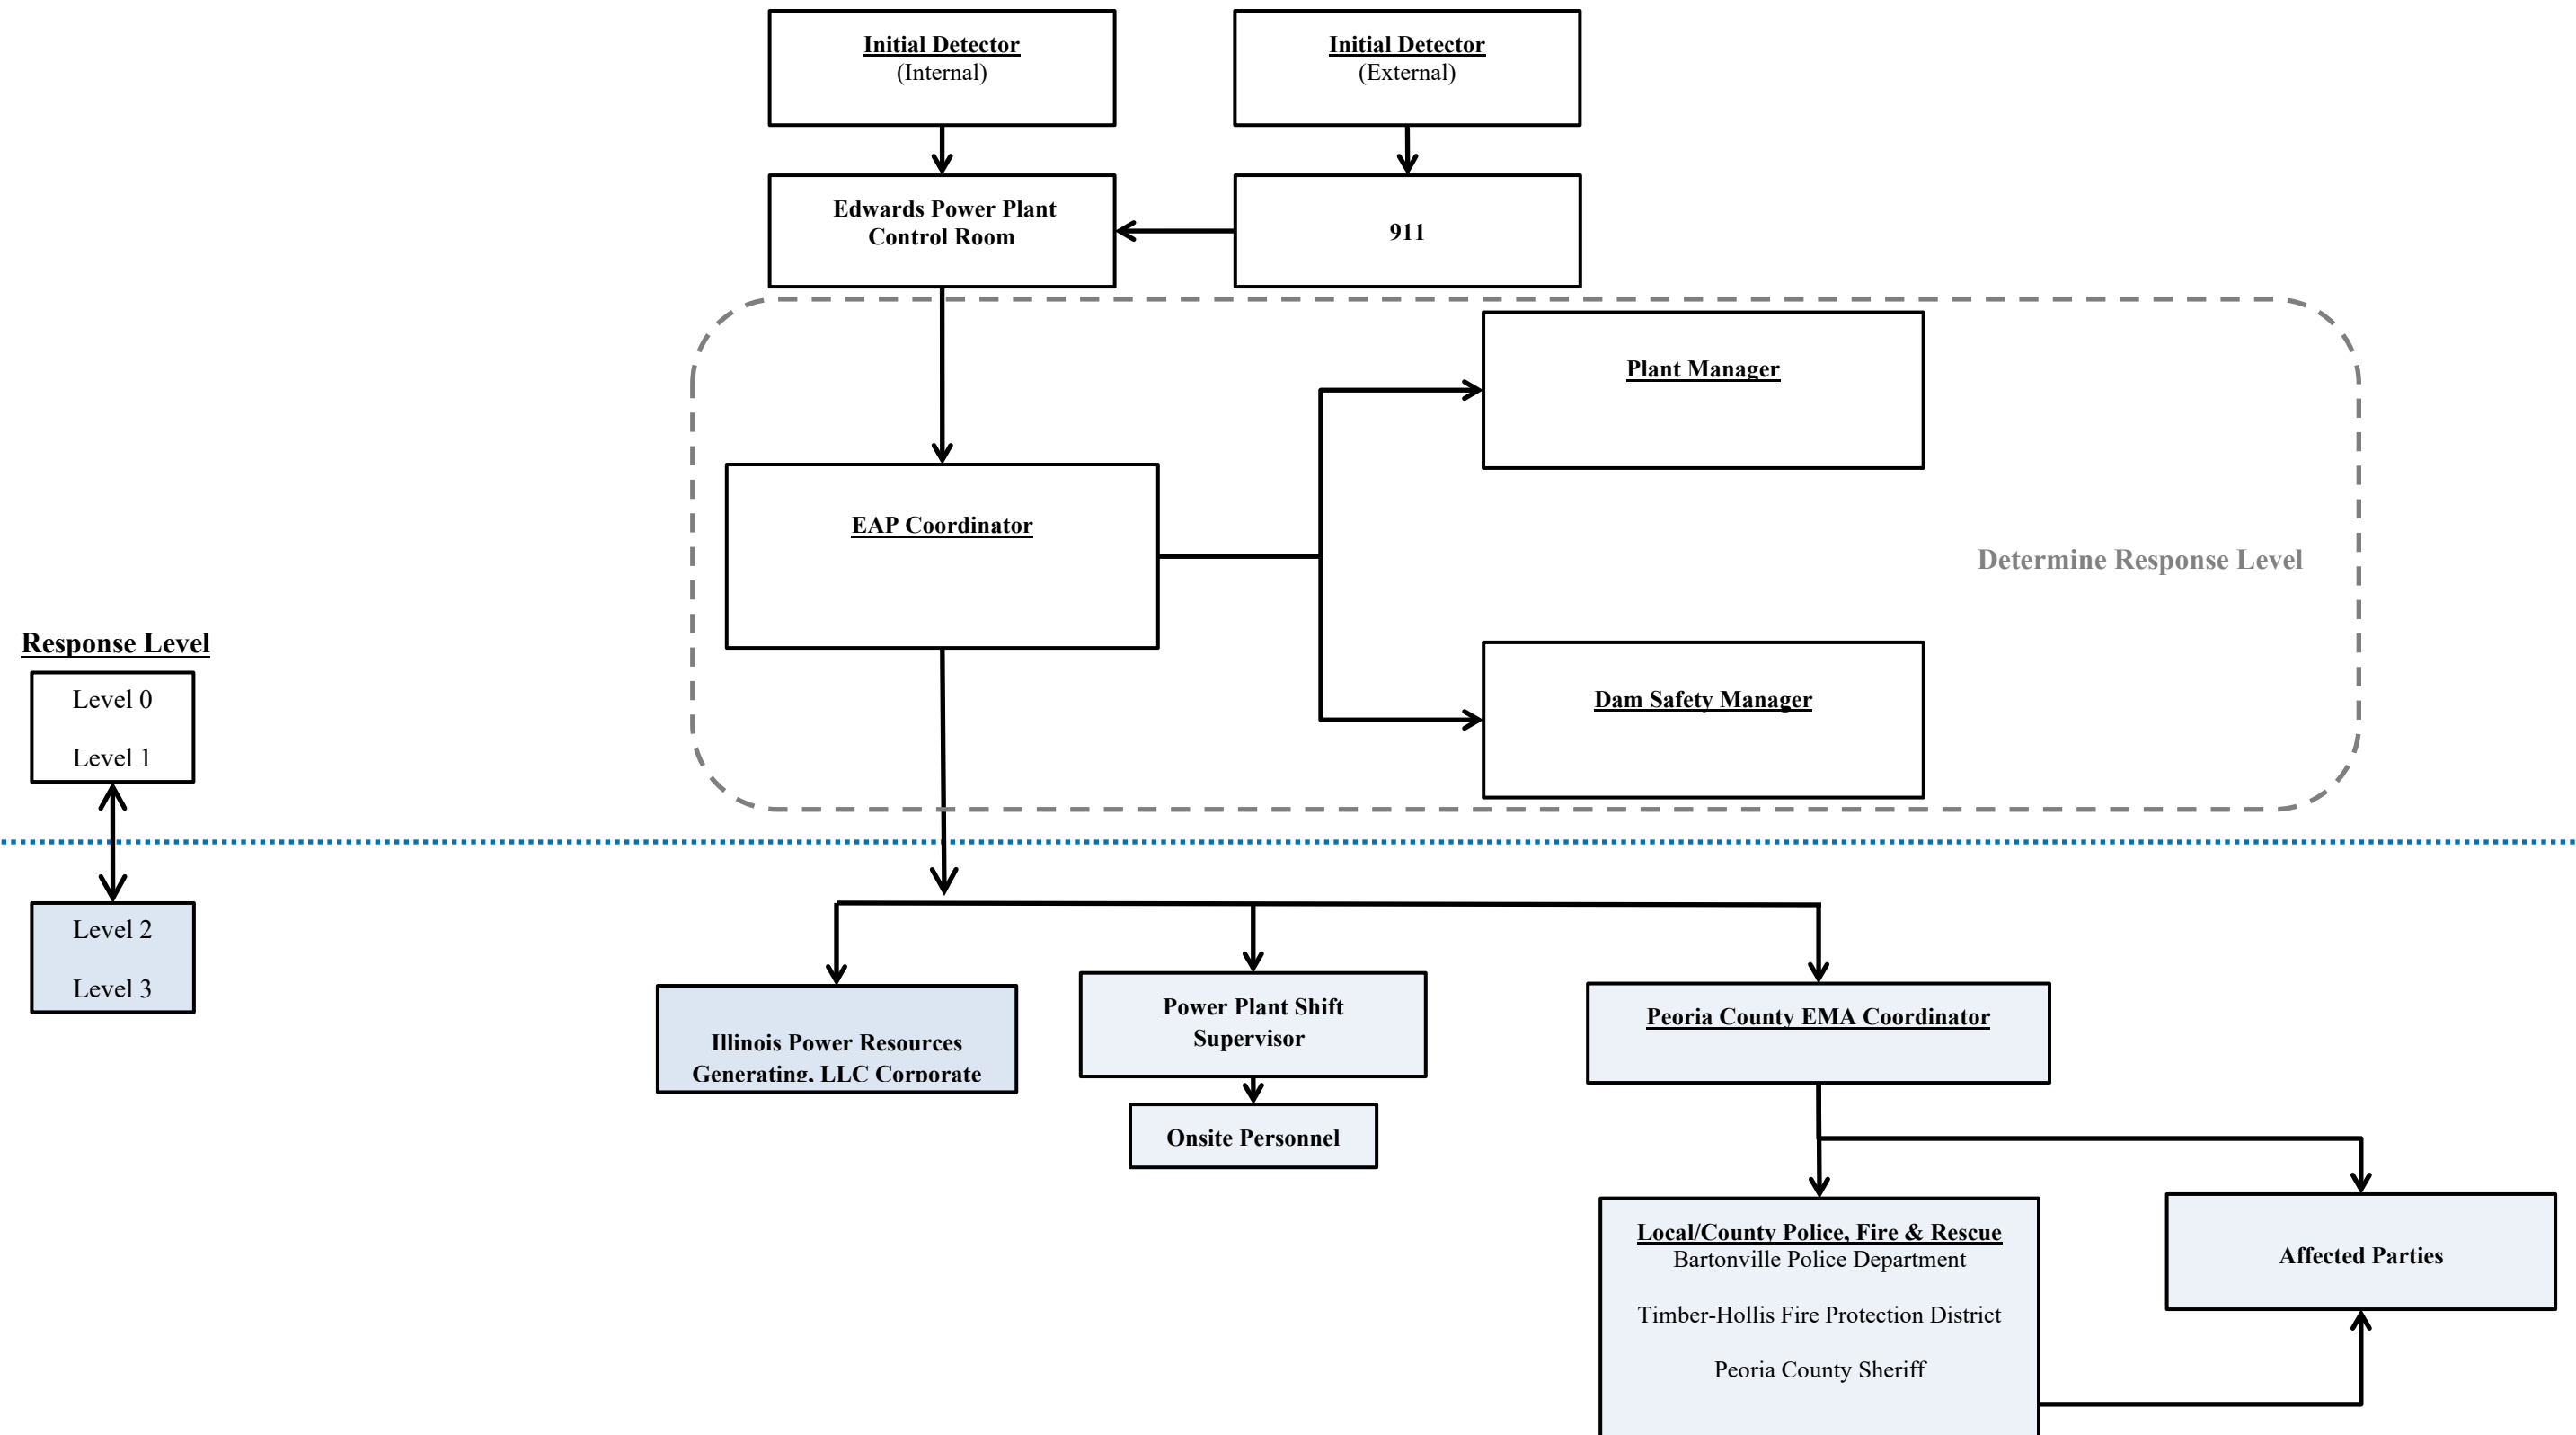 Initial Detector
(Internal)
Initial Detector
(External)
Edwards Power Plant
Control Room
911
Plant Manager
EAP Coordinator
Determine Response Level
Dam Safety Manager
Response Level
Level 0
Level 1
Level 2
Level 3
Illinois Power Resources
Generating, LLC Corporate
Power Plant Shift
Supervisor
Onsite Personnel
Peoria County EMA Coordinator
Local/County Police, Fire & Rescue
Bartonville Police Department
Timber-Hollis Fire Protection District
Peoria County Sheriff
Affected Parties